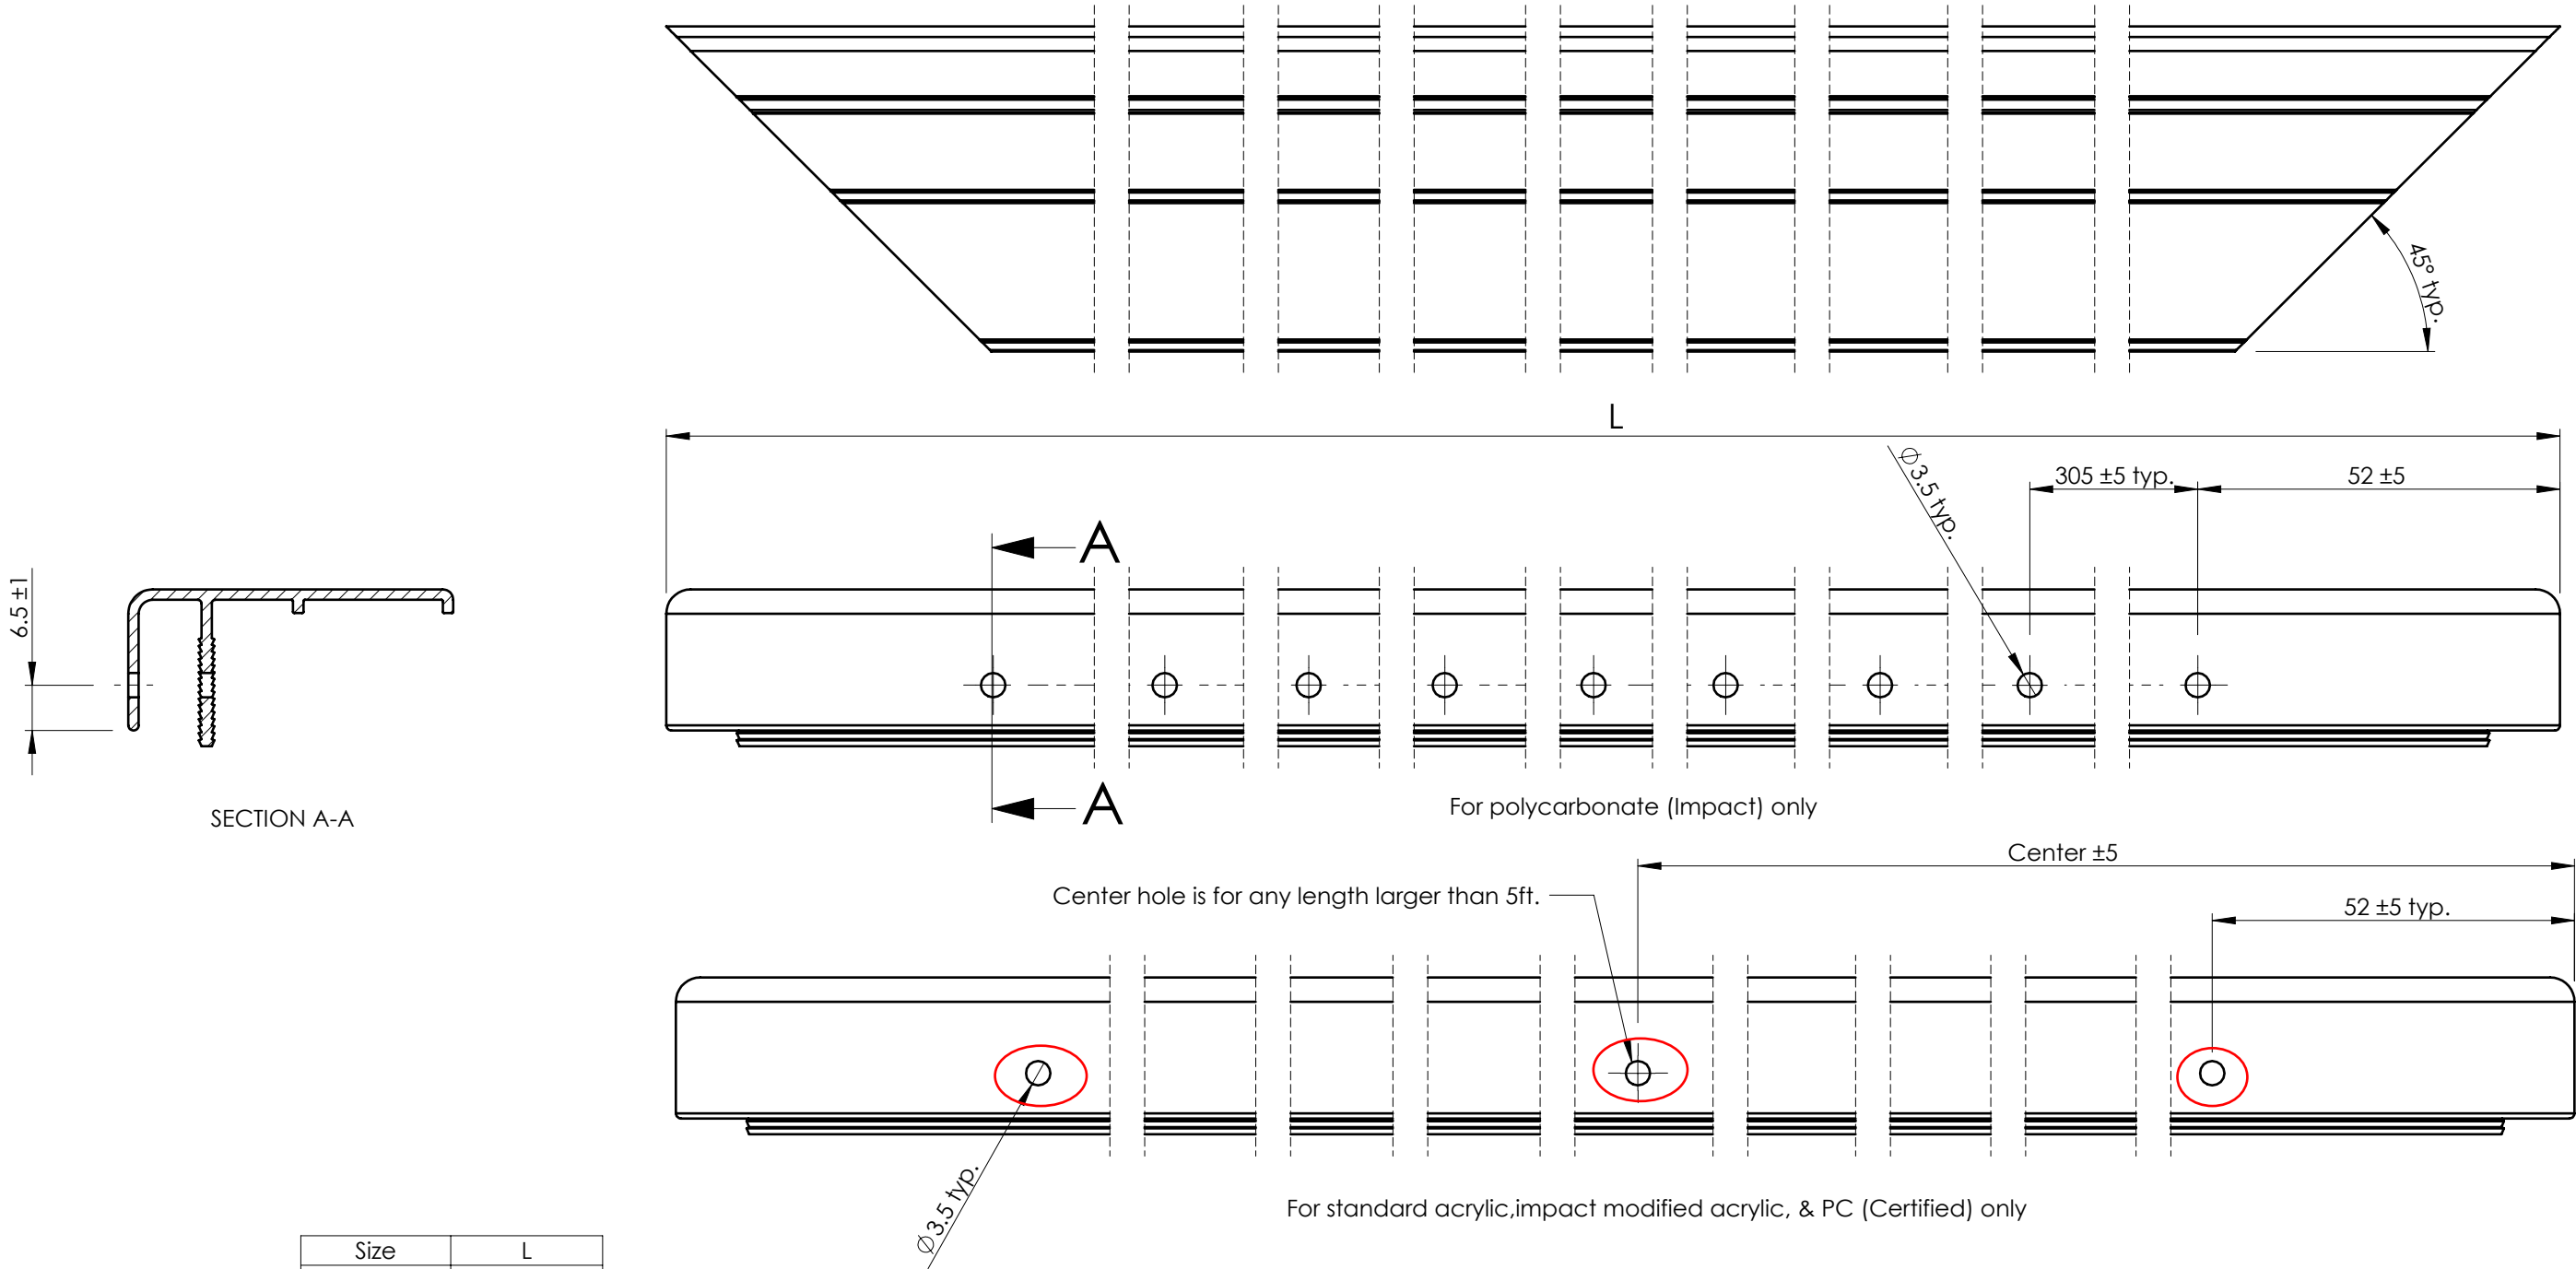 45° typ.
L
Ø3.5 typ.
305 ±5 typ.
52 ±5
A
6.5 ±1
A
SECTION A-A
For polycarbonate (Impact) only
Center ±5
Center hole is for any length larger than 5ft.
52 ±5 typ.
Ø3.5 typ.
For standard acrylic,impact modified acrylic, & PC (Certified) only
Size L